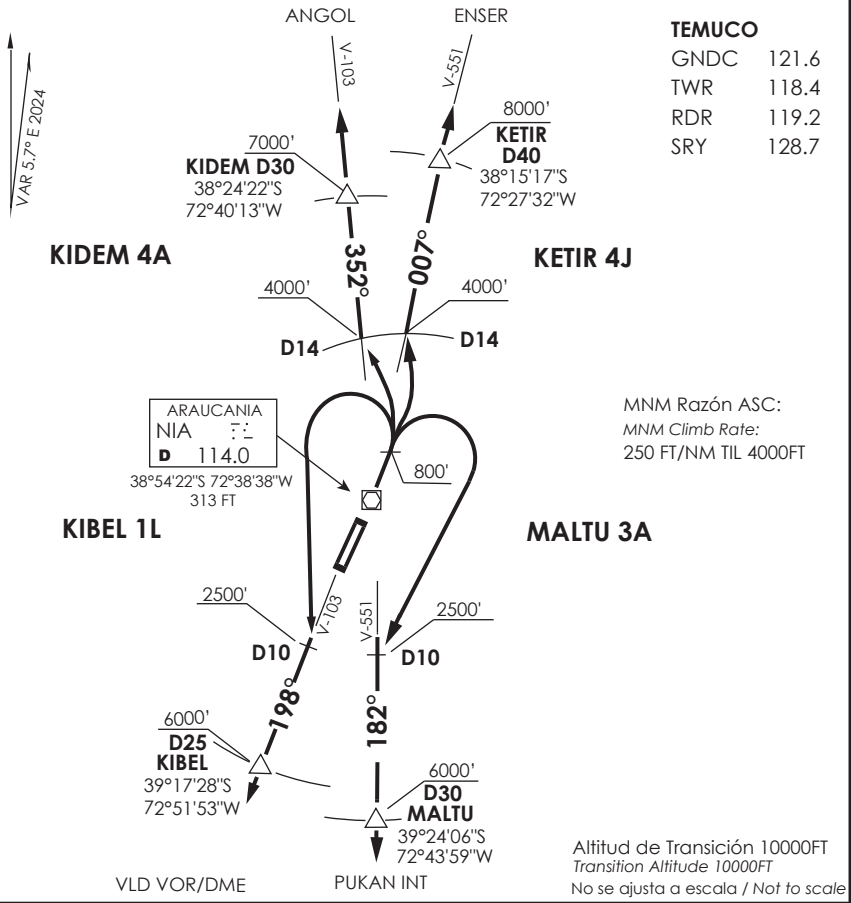 ANGOL
ENSER
TEMUCO
GNDC 121.6
TWR 118.4
RDR 119.2
SRY 128.7
VAR 5.7° E 2024
V-103
V-551
7000'
KIDEM D30
38°24'22"S
72°40'13"W
8000'
KETIR
D40
38°15'17"S
72°27'32"W
KIDEM 4A
352°
007°
KETIR 4J
4000'
4000'
D14
D14
ARAUCANIA
NIA
D 114.0
38°54'22"S 72°38'38"W
313 FT
800'
MNM Razón ASC:
MNM Climb Rate:
250 FT/NM TIL 4000FT
KIBEL 1L
MALTU 3A
2500'
V-103
V-551
2500'
D10
D10
198°
182°
6000'
D25
KIBEL
39°17'28"S
72°51'53"W
6000'
D30
MALTU
39°24'06"S
72°43'59"W
VLD VOR/DME
PUKAN INT
Altitud de Transición 10000FT
Transition Altitude 10000FT
No se ajusta a escala / Not to scale